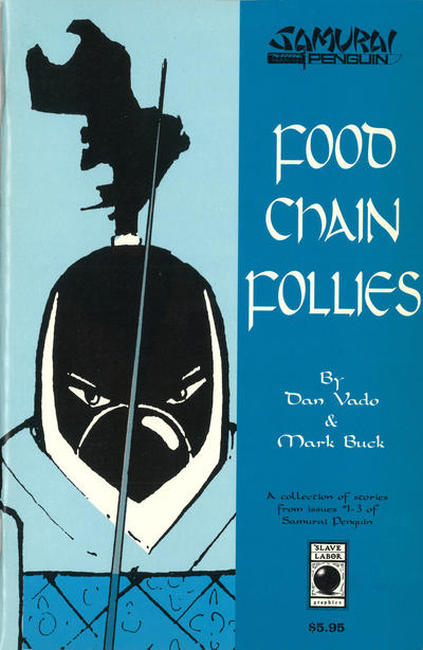 SAMURAI
PENGUIN
FOOD
CHAIN
FOLLIES
By
Dan Vado
&
Mark Buck
A collection of stories
from issues #1-3 of
Samurai Penguin
SLAVE
LABOR
graphics
$5.95